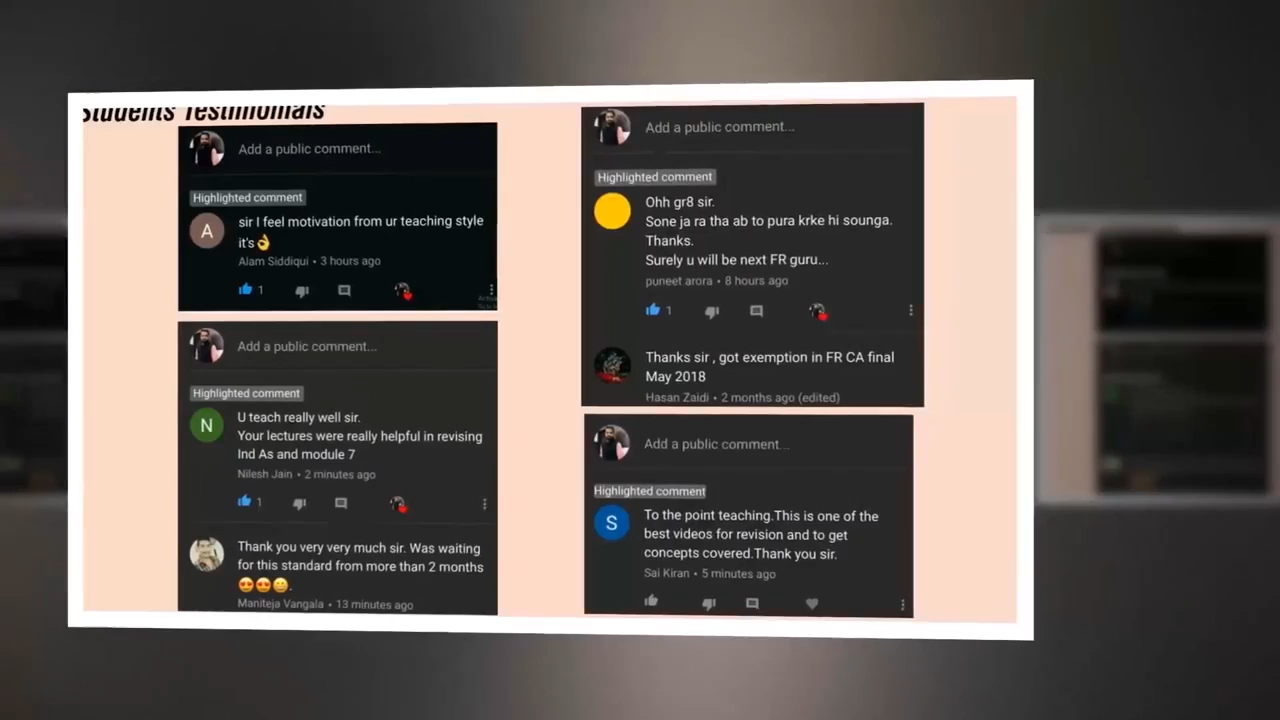 Students Testimonials
Add a public comment...
Highlighted comment
A
sir I feel motivation from ur teaching style
it's👌
Alam Siddiqui • 3 hours ago
1
Add a public comment...
Highlighted comment
N
U teach really well sir.
Your lectures were really helpful in revising
Ind As and module 7
Nilesh Jain • 2 minutes ago
1
Thank you very very much sir. Was waiting
for this standard from more than 2 months
😍😍😄.
Maniteja Vangala • 13 minutes ago
Add a public comment...
Highlighted comment
Ohh gr8 sir.
Sone ja ra tha ab to pura krke hi sounga.
Thanks.
Surely u will be next FR guru...
puneet arora • 8 hours ago
1
Thanks sir , got exemption in FR CA final
May 2018
Hasan Zaidi • 2 months ago (edited)
Add a public comment...
Highlighted comment
S
To the point teaching.This is one of the
best videos for revision and to get
concepts covered.Thank you sir.
Sai Kiran • 5 minutes ago